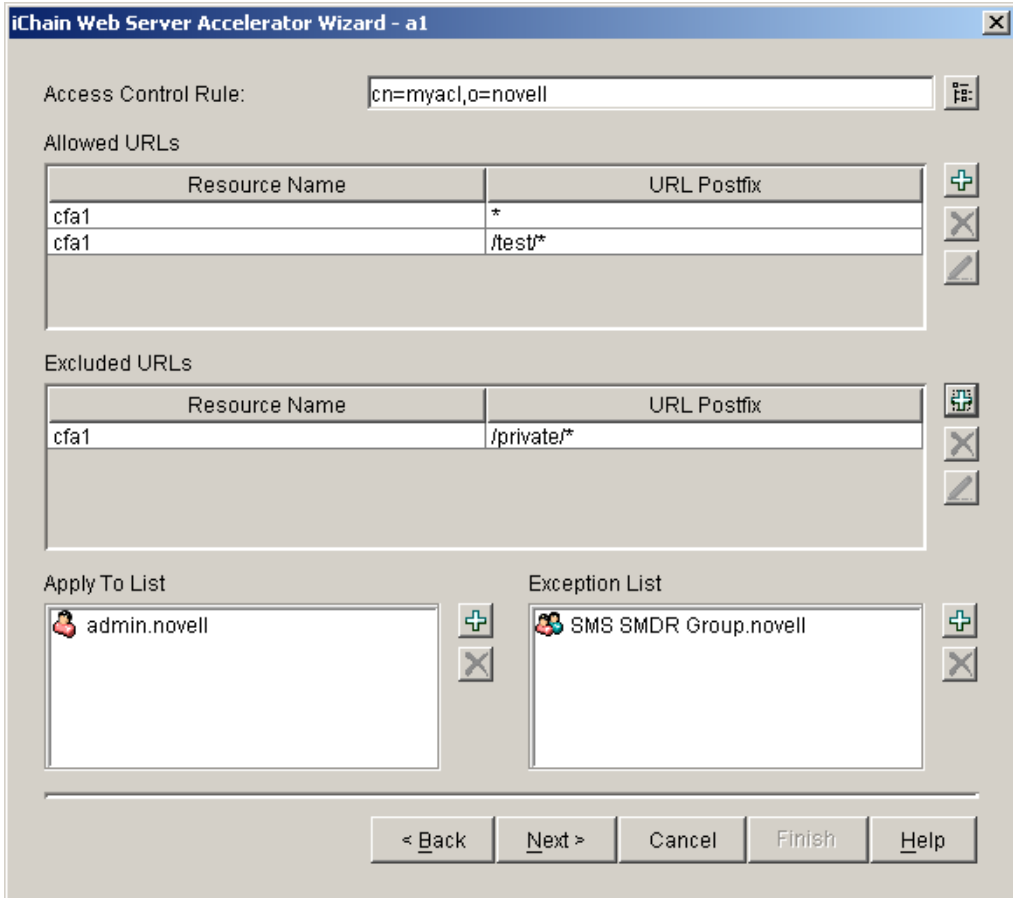 iChain Web Server Accelerator Wizard - a1
Access Control Rule: cn=myacl,o=novell
Allowed URLs
Resource Name URL Postfix
cfa1 *
cfa1 /test/*
Excluded URLs
Resource Name URL Postfix
cfa1 /private/*
Apply To List Exception List
admin.novell SMS SMDR Group.novell
< Back Next > Cancel Finish Help